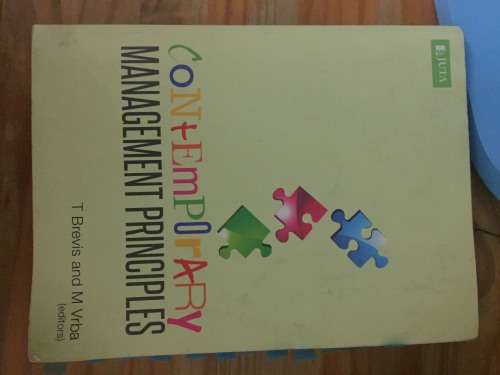 JUTA
CoNtEmPOrARy
MANAGEMENT PRINCIPLES
T Brevis and M Vrba
(editors)